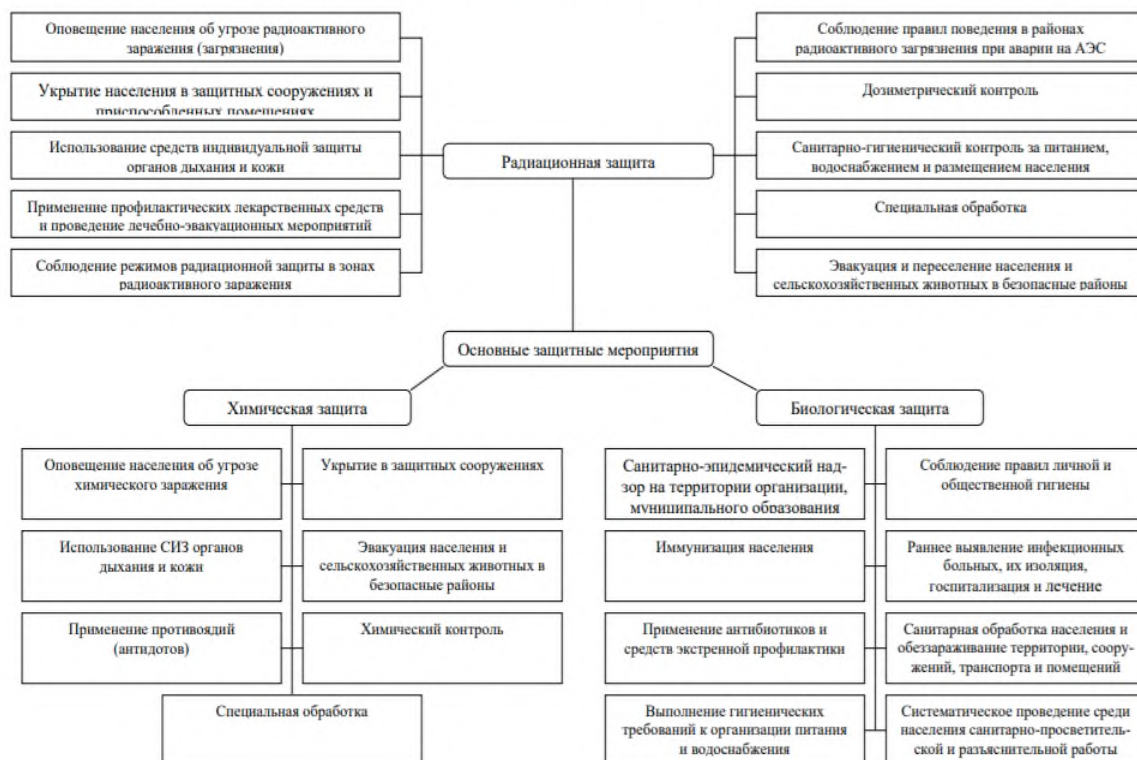 Оповещение населения об угрозе радиоактивного
заражения (загрязнения)
Укрытие населения в защитных сооружениях и
приспособленных помещениях
Использование средств индивидуальной защиты
органов дыхания и кожи
Применение профилактических лекарственных средств
и проведение лечебно-эвакуационных мероприятий
Соблюдение режимов радиационной защиты в зонах
радиоактивного заражения
Радиационная защита
Соблюдение правил поведения в районах
радиоактивного загрязнения при аварии на АЭС
Дозиметрический контроль
Санитарно-гигиенический контроль за питанием,
водоснабжением и размещением населения
Специальная обработка
Эвакуация и переселение населения и
сельскохозяйственных животных в безопасные районы
Основные защитные мероприятия
Химическая защита
Оповещение населения об угрозе
химического заражения
Укрытие в защитных сооружениях
Использование СИЗ органов
дыхания и кожи
Эвакуация населения и
сельскохозяйственных животных в
безопасные районы
Применение противоядий
(антидотов)
Химический контроль
Специальная обработка
Биологическая защита
Санитарно-эпидемический над-
зор на территории организации,
муниципального образования
Соблюдение правил личной и
общественной гигиены
Иммунизация населения
Раннее выявление инфекционных
больных, их изоляция,
госпитализация и лечение
Применение антибиотиков и
средств экстренной профилактики
Санитарная обработка населения и
обеззараживание территории, соору-
жений, транспорта и помещений
Выполнение гигиенических
требований к организации питания
и водоснабжения
Систематическое проведение среди
населения санитарно-просветитель-
ской и разъяснительной работы